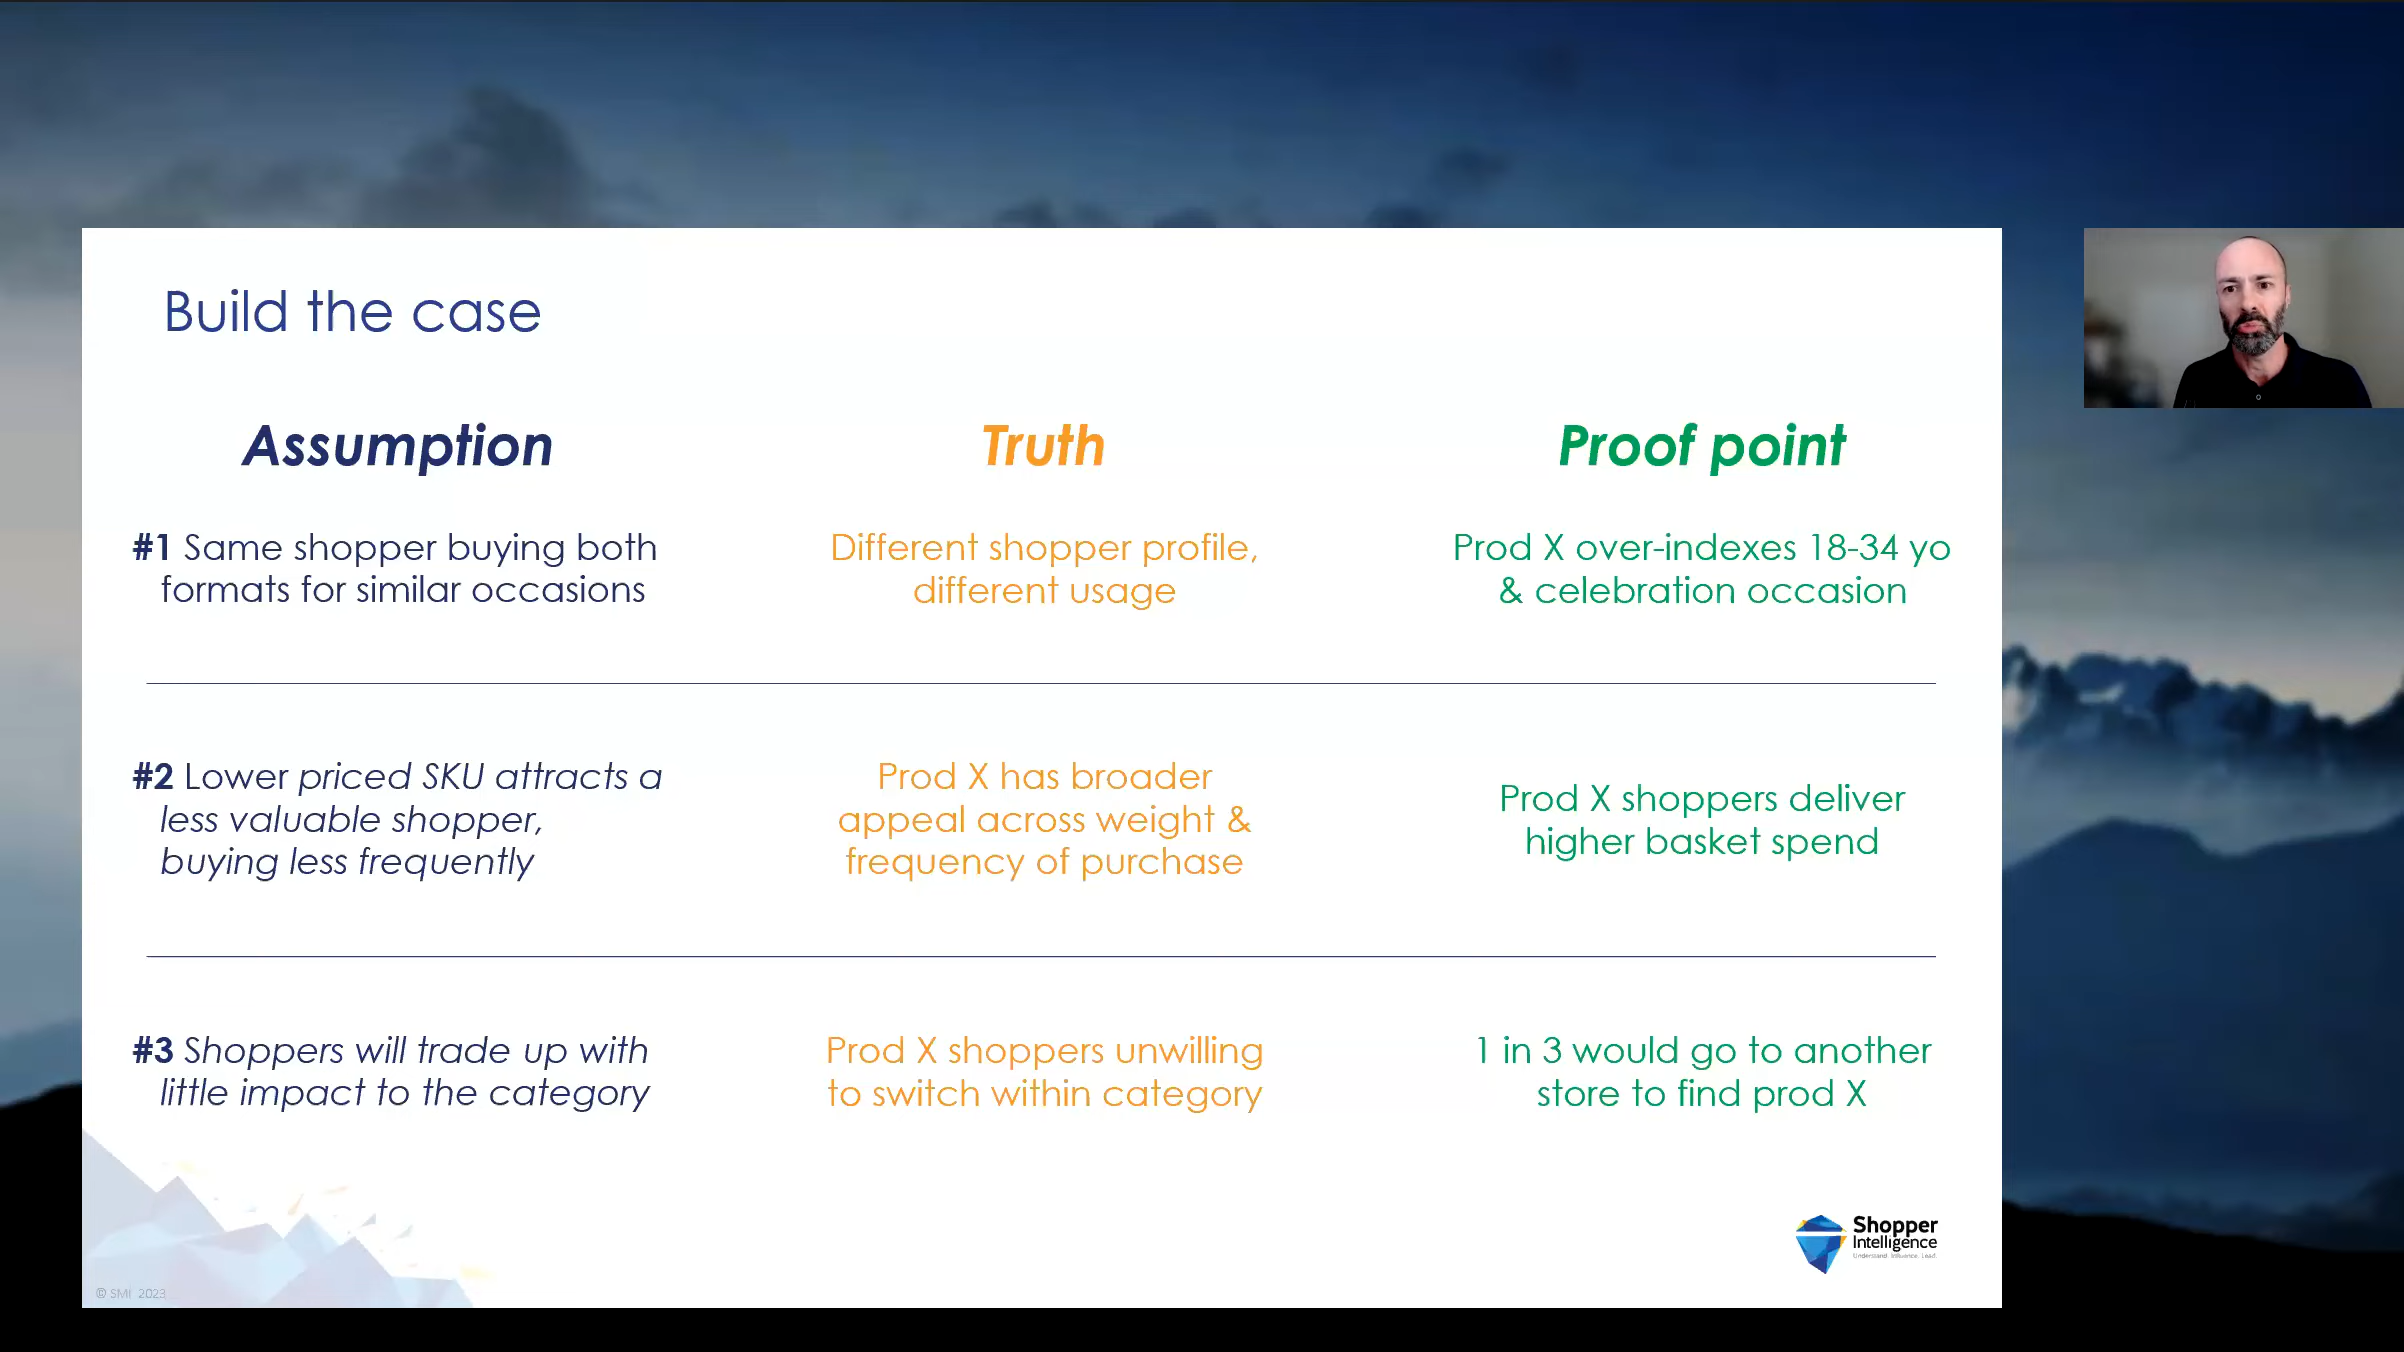 Build the case
Assumption
Truth
Proof point
#1 Same shopper buying both
formats for similar occasions
Different shopper profile,
different usage
Prod X over-indexes 18-34 yo
& celebration occasion
#2 Lower priced SKU attracts a
less valuable shopper,
buying less frequently
Prod X has broader
appeal across weight &
frequency of purchase
Prod X shoppers deliver
higher basket spend
#3 Shoppers will trade up with
little impact to the category
Prod X shoppers unwilling
to switch within category
1 in 3 would go to another
store to find prod X
Shopper
Intelligence
Understand. Influence. Lead.
© SMI 2023